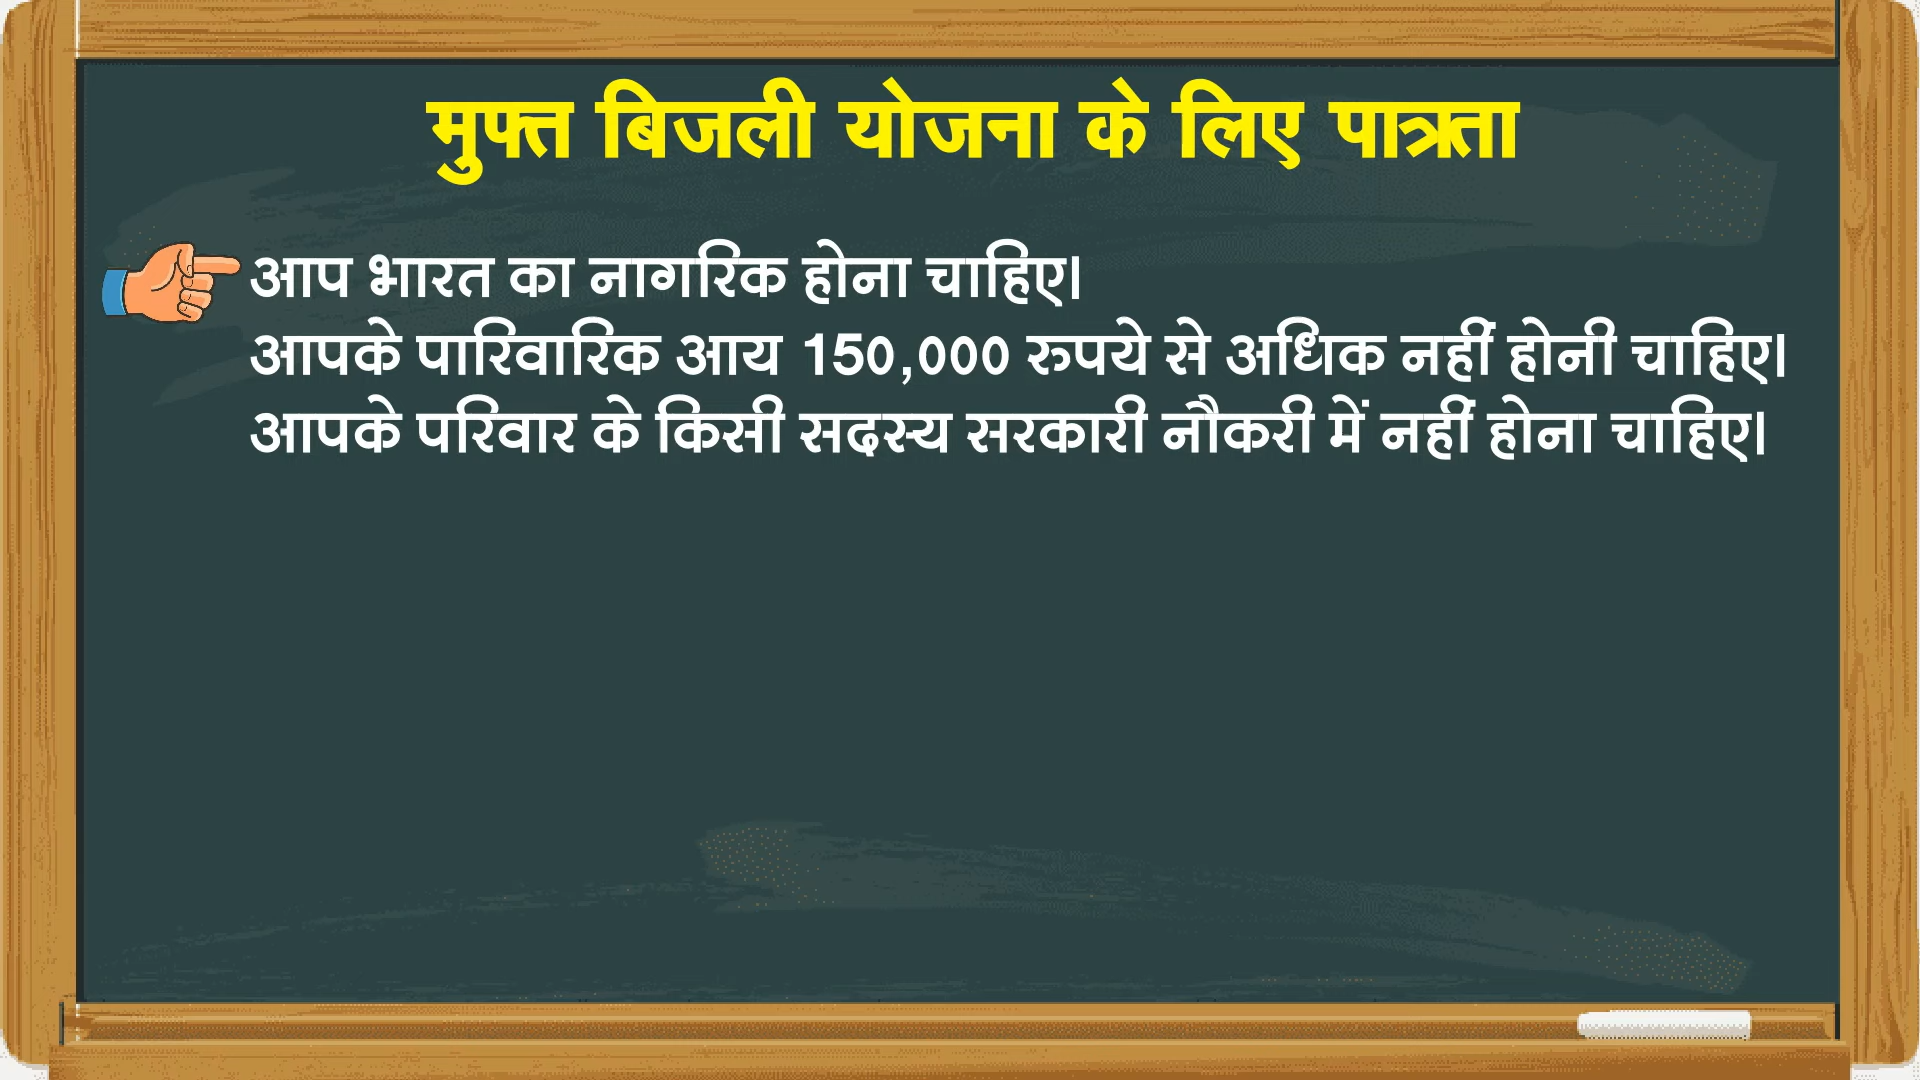 मुफ्त बिजली योजना के लिए पात्रता
आप भारत का नागरिक होना चाहिए।
आपके पारिवारिक आय 150,000 रुपये से अधिक नहीं होनी चाहिए।
आपके परिवार के किसी सदस्य सरकारी नौकरी में नहीं होना चाहिए।